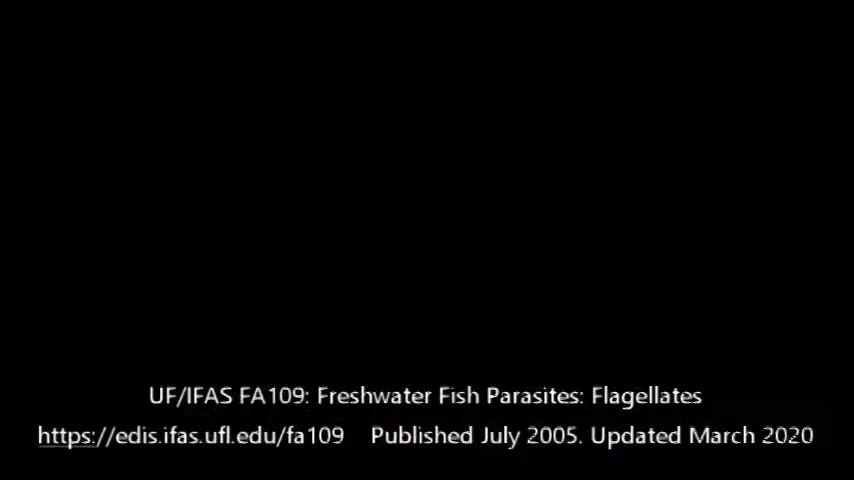 UF/IFAS FA109: Freshwater Fish Parasites: Flagellates
https://edis.ifas.ufl.edu/fa109 Published July 2005. Updated March 2020